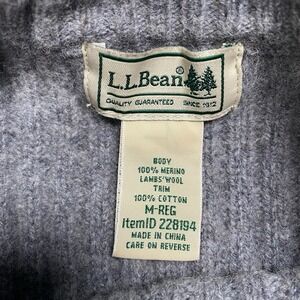 L.L.Bean®
QUALITY GUARANTEED SINCE 1912
BODY
100% MERINO
LAMBS' WOOL
TRIM
100% COTTON
M-REG
ItemID 228194
MADE IN CHINA
CARE ON REVERSE